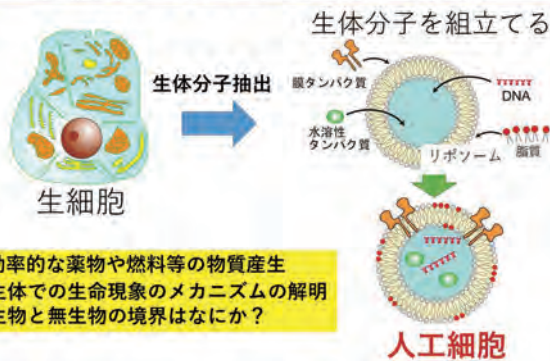 生体分子を組立てる
生体分子抽出
膜タンパク質
DNA
水溶性
タンパク質
リポソーム
脂質
生細胞
率的な薬物や燃料等の物質産生
体での生命現象のメカニズムの解明
物と無生物の境界はなにか？
人工細胞